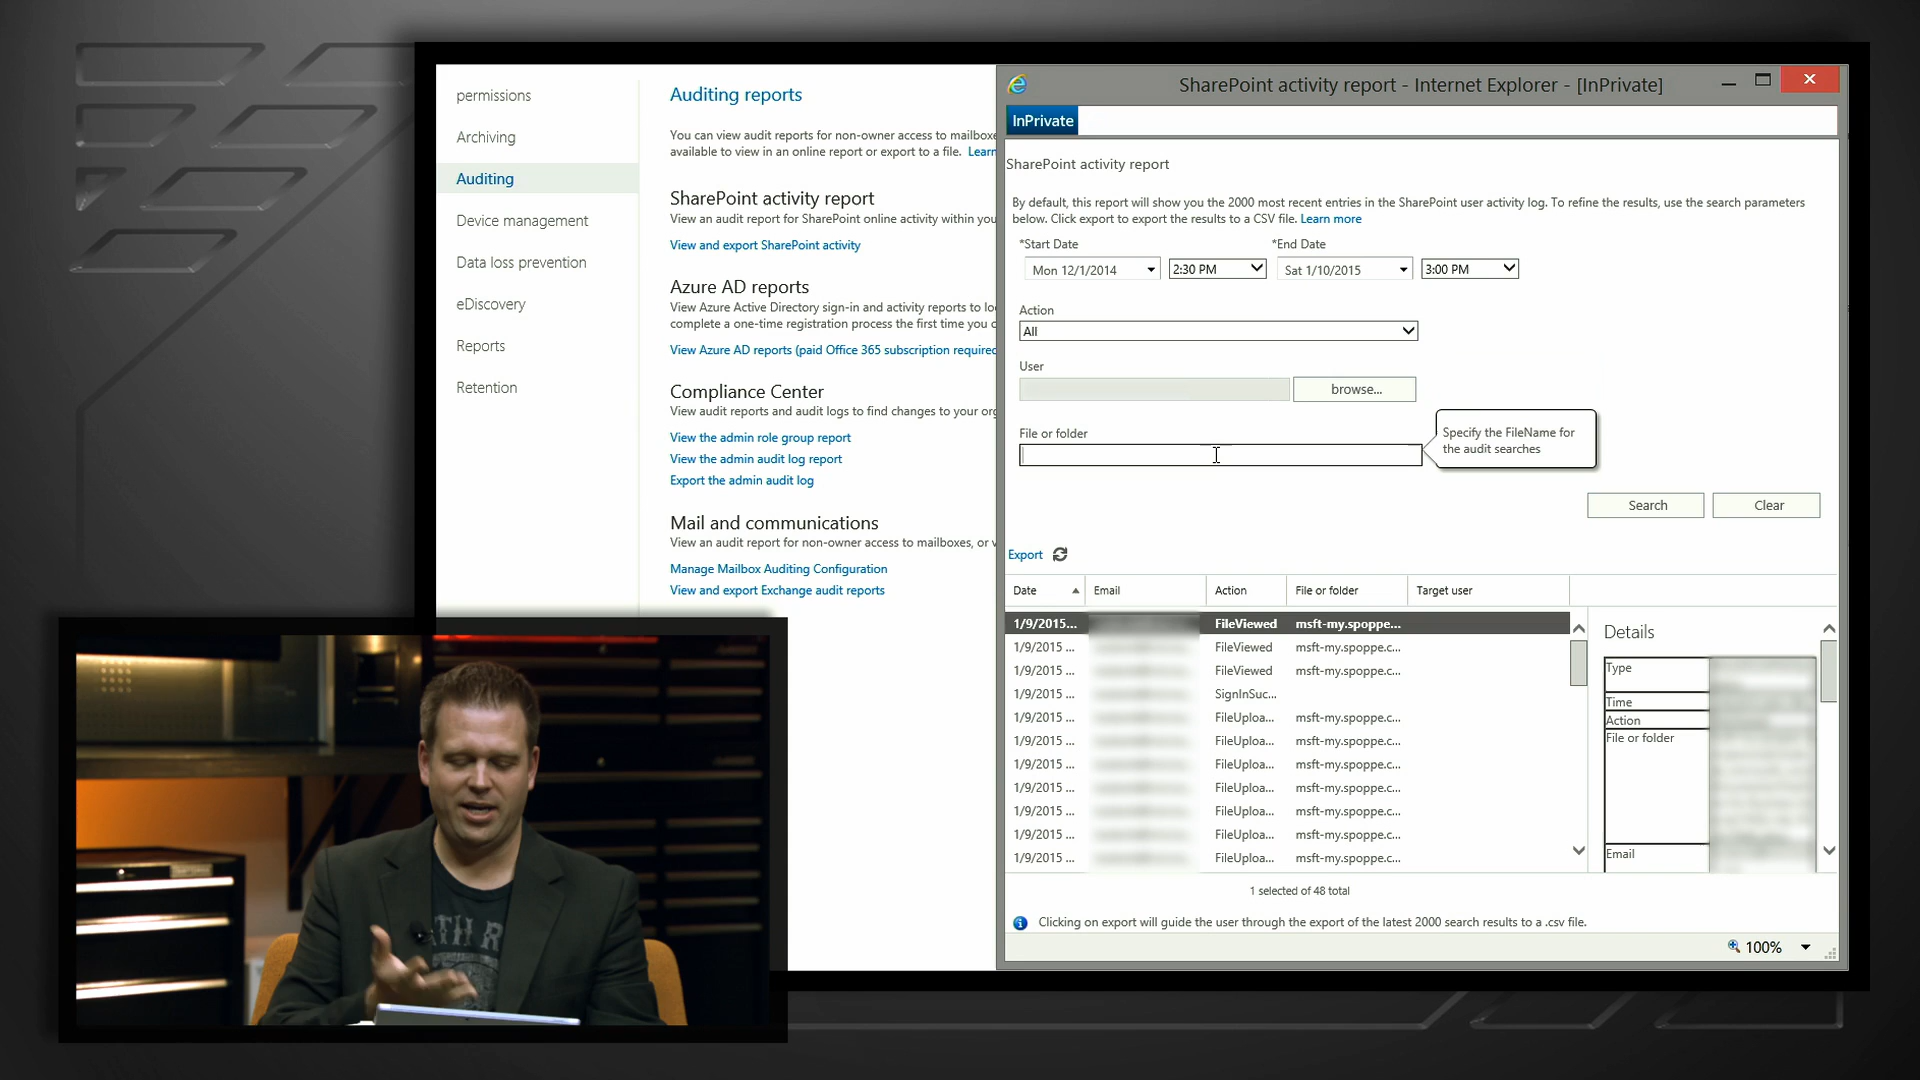 permissions
Archiving
Auditing
Device management
Data loss prevention
eDiscovery
Reports
Retention
Auditing reports
You can view audit reports for non-owner access to mailboxe
available to view in an online report or export to a file. Learn
SharePoint activity report
View an audit report for SharePoint online activity within you
View and export SharePoint activity
Azure AD reports
View Azure Active Directory sign-in and activity reports to lo
complete a one-time registration process the first time you c
View Azure AD reports (paid Office 365 subscription required
Compliance Center
View audit reports and audit logs to find changes to your org
View the admin role group report
View the admin audit log report
Export the admin audit log
Mail and communications
View an audit report for non-owner access to mailboxes, or v
Manage Mailbox Auditing Configuration
View and export Exchange audit reports
SharePoint activity report - Internet Explorer - [InPrivate]
InPrivate
SharePoint activity report
By default, this report will show you the 2000 most recent entries in the SharePoint user activity log. To refine the results, use the search parameters
below. Click export to export the results to a CSV file. Learn more
*Start Date *End Date
Mon 12/1/2014 2:30 PM Sat 1/10/2015 3:00 PM
Action
All
User
browse...
File or folder
Specify the FileName for
the audit searches
Search Clear
Export
Date Email Action File or folder Target user
1/9/2015... FileViewed msft-my.spoppe...
1/9/2015 ... FileViewed msft-my.spoppe.c...
1/9/2015 ... FileViewed msft-my.spoppe.c...
1/9/2015 ... SignInSuc...
1/9/2015 ... FileUploa... msft-my.spoppe.c...
1/9/2015 ... FileUploa... msft-my.spoppe.c...
1/9/2015 ... FileUploa... msft-my.spoppe.c...
1/9/2015 ... FileUploa... msft-my.spoppe.c...
1/9/2015 ... FileUploa... msft-my.spoppe.c...
1/9/2015 ... FileUploa... msft-my.spoppe.c...
1/9/2015 ... FileUploa... msft-my.spoppe.c...
Details
Type
Time
Action
File or folder
Email
1 selected of 48 total
Clicking on export will guide the user through the export of the latest 2000 search results to a .csv file.
100%